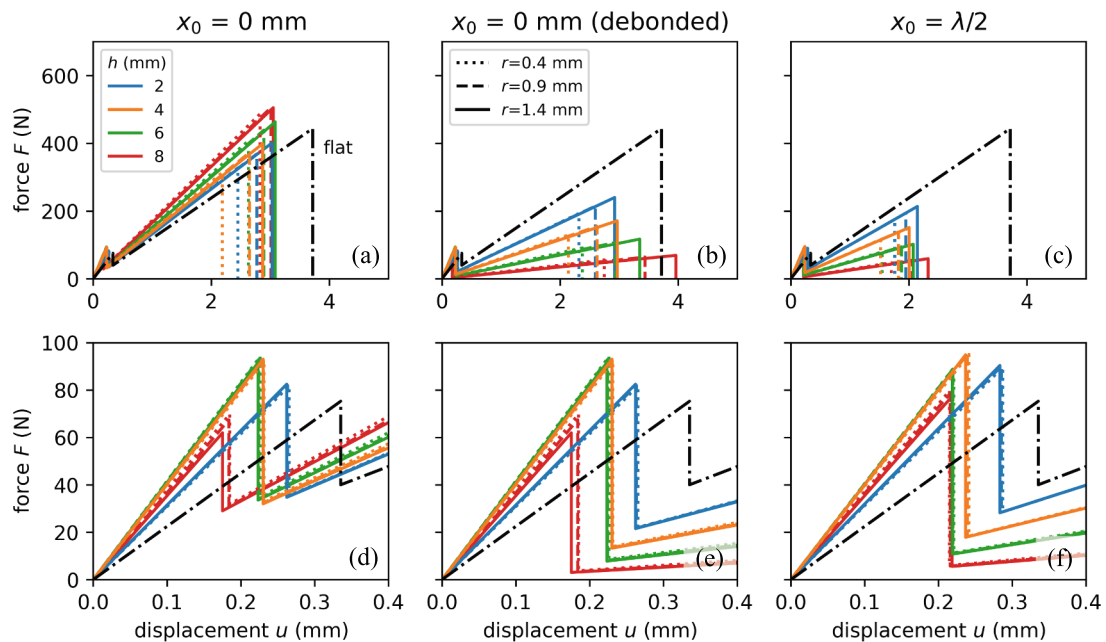 x₀ = 0 mm
x₀ = 0 mm (debonded)
x₀ = λ/2
force F (N)
600
400
200
0
h (mm)
2
4
6
8
flat
(a)
0 2 4
r=0.4 mm
r=0.9 mm
r=1.4 mm
(b)
0 2 4
(c)
0 2 4
force F (N)
100
80
60
40
20
0
(d)
0.0 0.1 0.2 0.3 0.4
displacement u (mm)
(e)
0.0 0.1 0.2 0.3 0.4
displacement u (mm)
(f)
0.0 0.1 0.2 0.3 0.4
displacement u (mm)